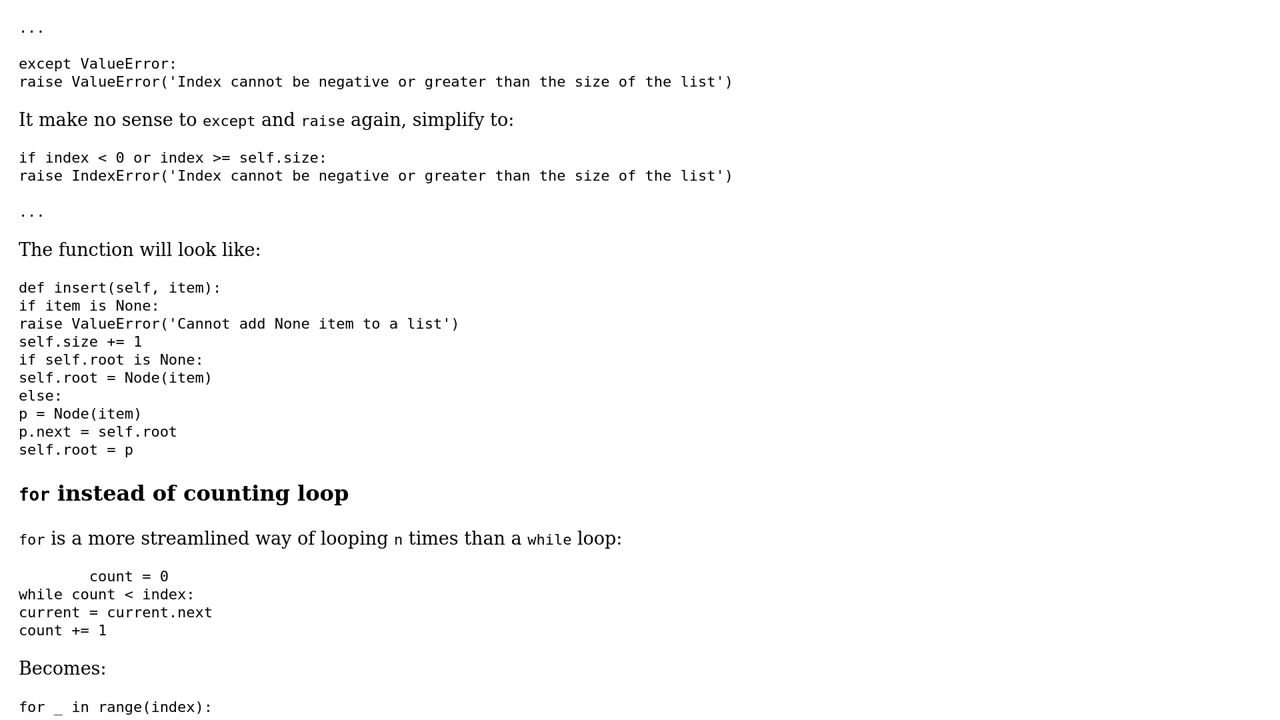 ...
except ValueError:
raise ValueError('Index cannot be negative or greater than the size of the list')
It make no sense to except and raise again, simplify to:
if index < 0 or index >= self.size:
raise IndexError('Index cannot be negative or greater than the size of the list')
...
The function will look like:
def insert(self, item):
if item is None:
raise ValueError('Cannot add None item to a list')
self.size += 1
if self.root is None:
self.root = Node(item)
else:
p = Node(item)
p.next = self.root
self.root = p
for instead of counting loop
for is a more streamlined way of looping n times than a while loop:
        count = 0
while count < index:
current = current.next
count += 1
Becomes:
for _ in range(index):